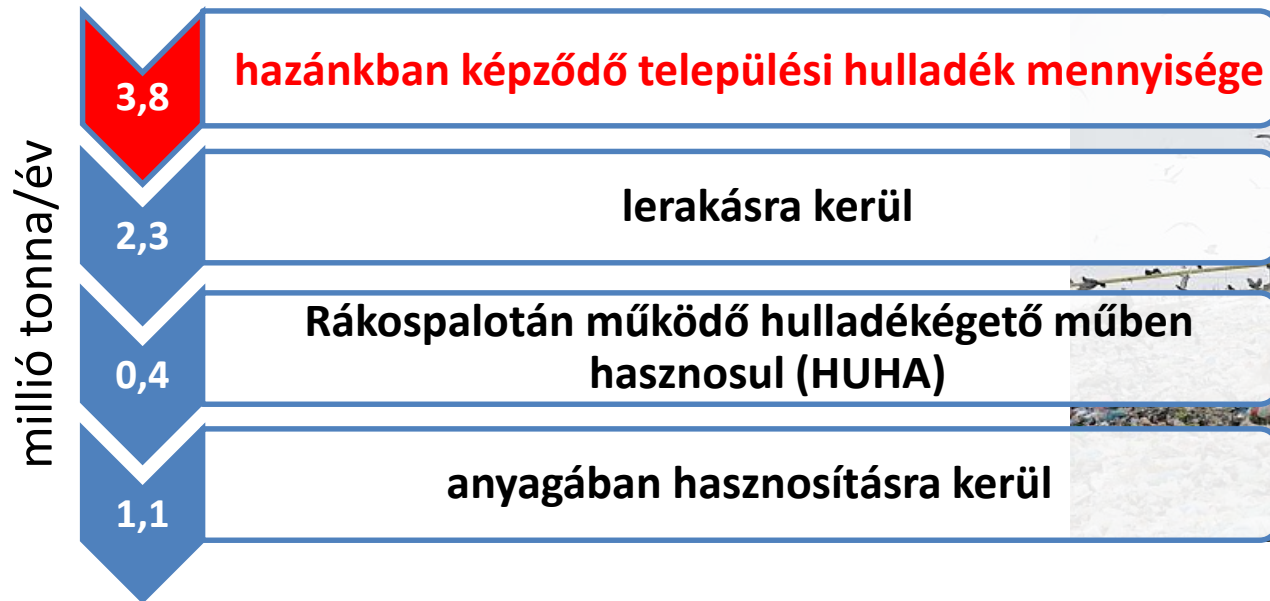 millió tonna/év
3,8
hazánkban képződő települési hulladék mennyisége
2,3
lerakásra kerül
0,4
Rákospalotán működő hulladékégető műben
hasznosul (HUHA)
1,1
anyagában hasznosításra kerül